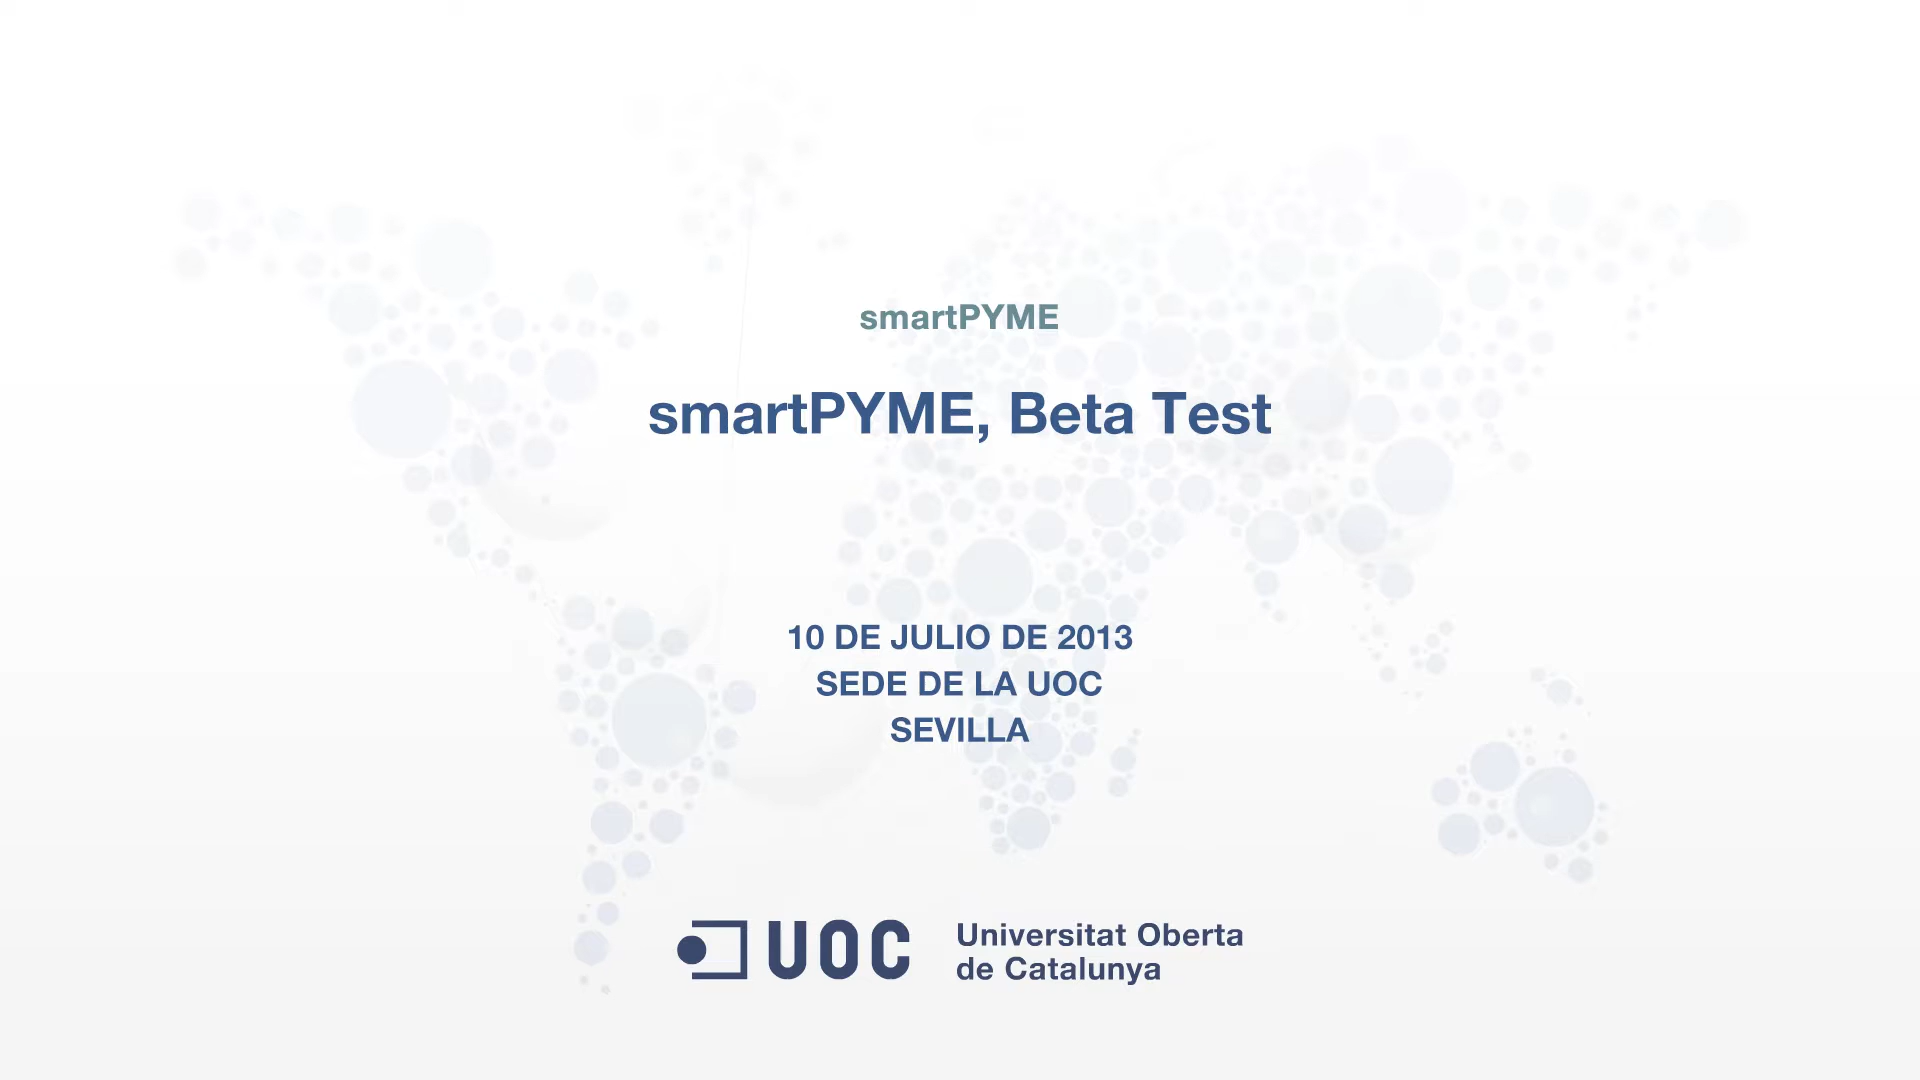 smartPYME
smartPYME, Beta Test
10 DE JULIO DE 2013
SEDE DE LA UOC
SEVILLA
UOC
Universitat Oberta
de Catalunya